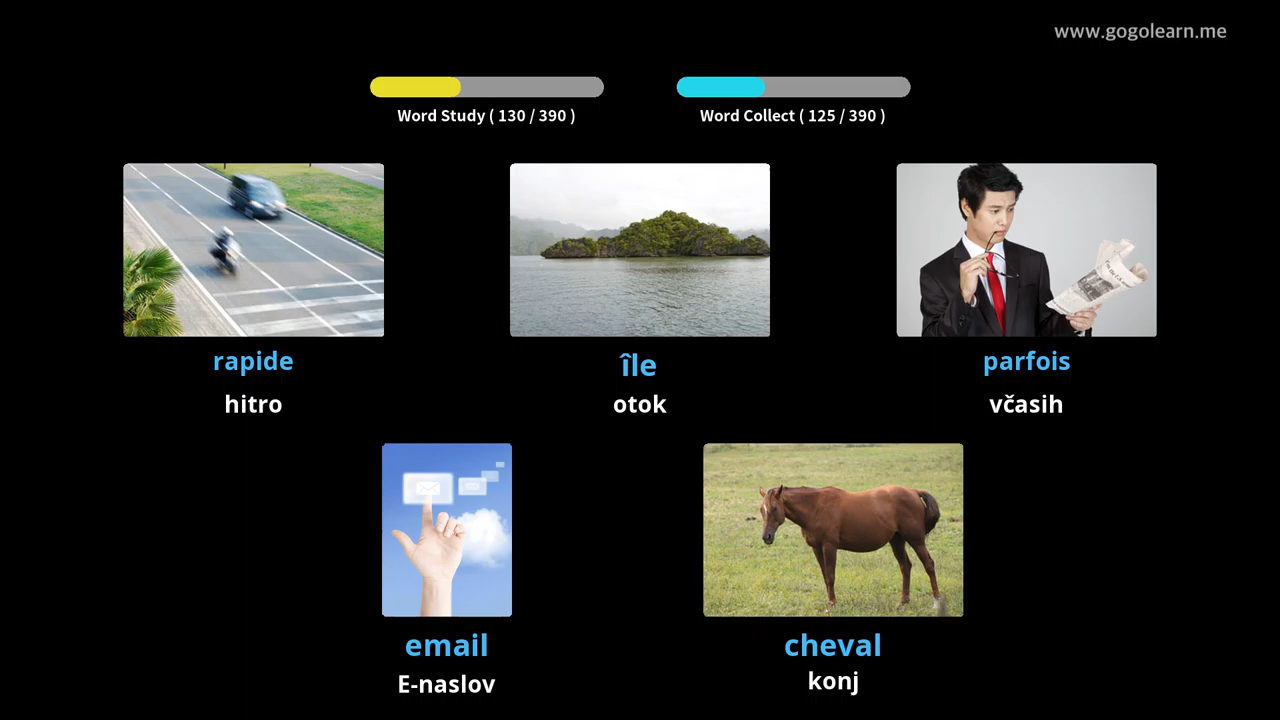 www.gogolearn.me
Word Study ( 130 / 390 )
Word Collect ( 125 / 390 )
rapide
île
parfois
hitro
otok
včasih
email
cheval
E-naslov
konj